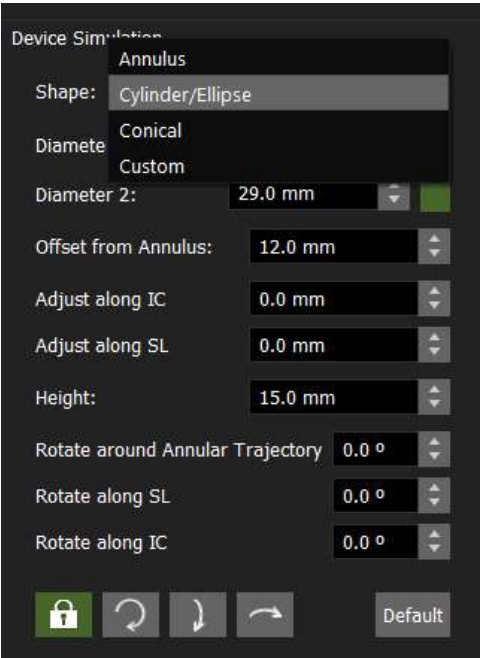 Device Simulation
Annulus
Shape:
Cylinder/Ellipse
Conical
Custom
Diamete
Diameter 2: 29.0 mm
Offset from Annulus: 12.0 mm
Adjust along IC 0.0 mm
Adjust along SL 0.0 mm
Height: 15.0 mm
Rotate around Annular Trajectory 0.0 º
Rotate along SL 0.0 º
Rotate along IC 0.0 º
Default